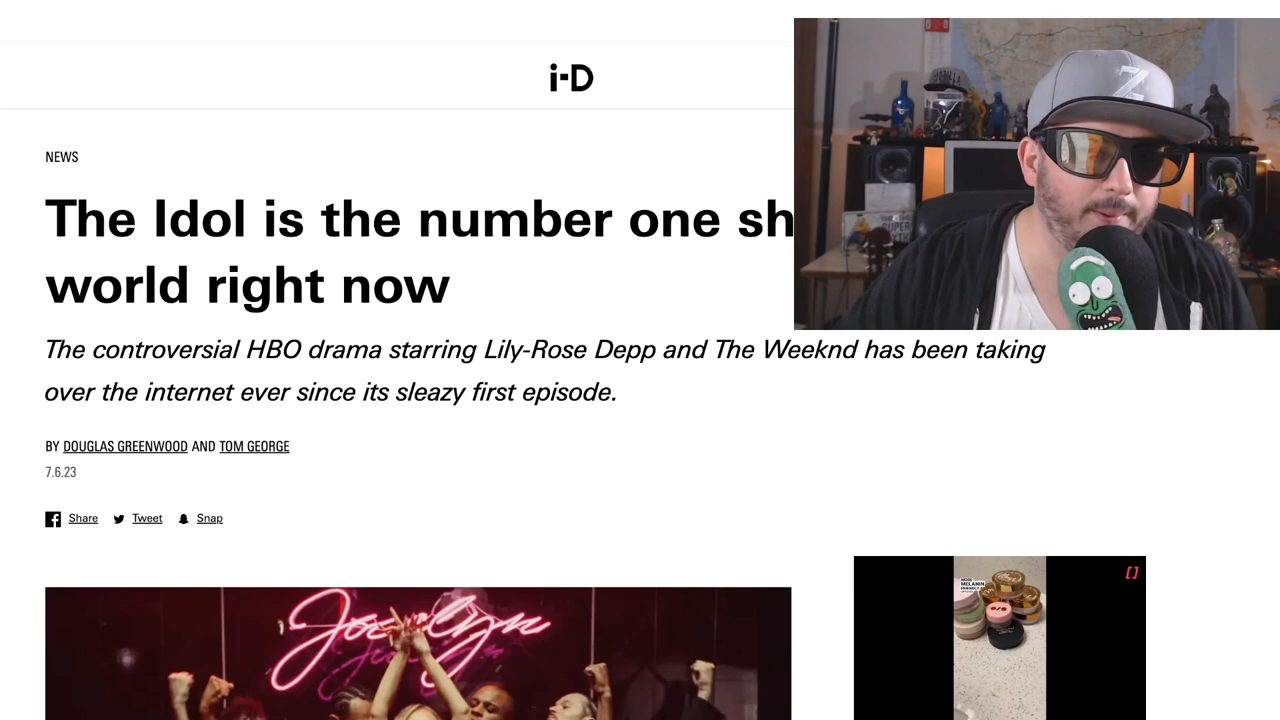 i-D
NEWS
The Idol is the number one sh
world right now
The controversial HBO drama starring Lily-Rose Depp and The Weeknd has been taking
over the internet ever since its sleazy first episode.
BY DOUGLAS GREENWOOD AND TOM GEORGE
7.6.23
Share Tweet Snap
Jocelyn